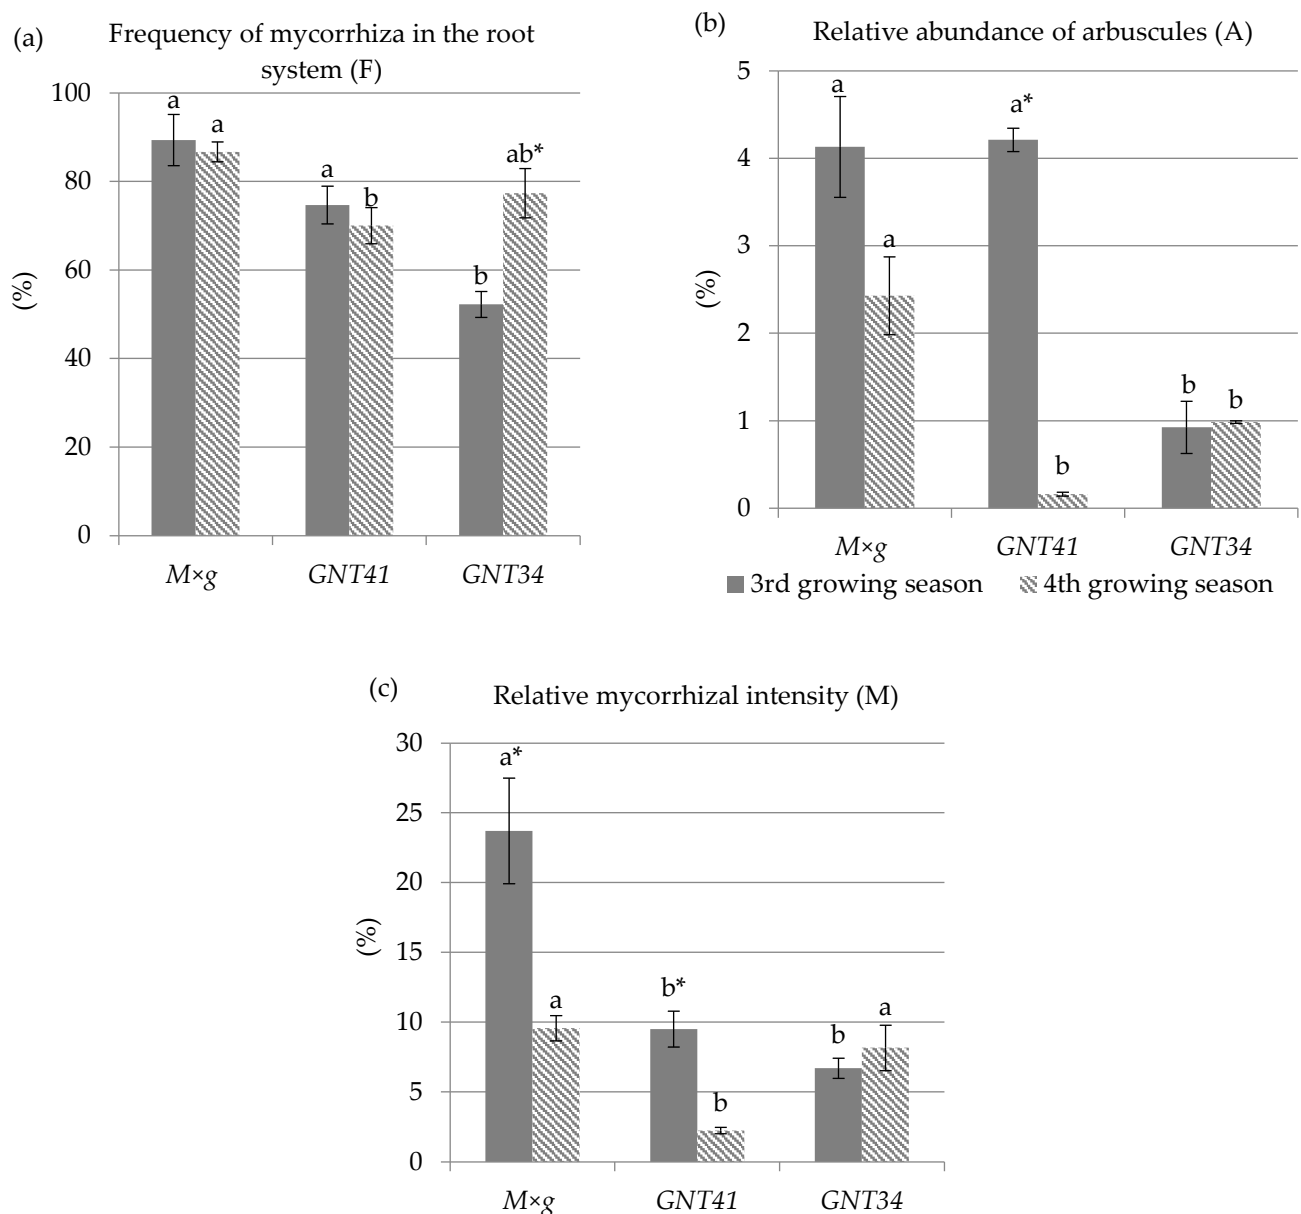 (a)
Frequency of mycorrhiza in the root
system (F)
100
80
60
40
20
0
(%)
a
a
a
b
b
ab*
M×g
GNT41
GNT34
(b)
Relative abundance of arbuscules (A)
5
4
3
2
1
0
(%)
a
a
a*
b
b
b
M×g
GNT41
GNT34
3rd growing season
4th growing season
(c)
Relative mycorrhizal intensity (M)
30
25
20
15
10
5
0
(%)
a*
a
b*
b
b
a
M×g
GNT41
GNT34